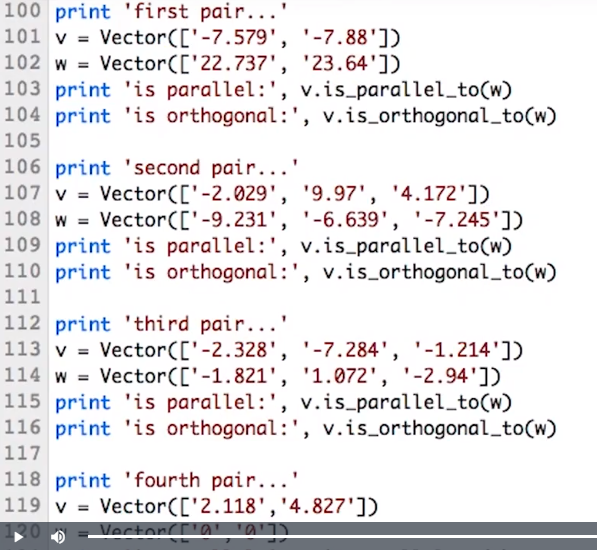 100 print 'first pair...'
101 v = Vector(['-7.579', '-7.88'])
102 w = Vector(['22.737', '23.64'])
103 print 'is parallel:', v.is_parallel_to(w)
104 print 'is orthogonal:', v.is_orthogonal_to(w)
105
106 print 'second pair...'
107 v = Vector(['-2.029', '9.97', '4.172'])
108 w = Vector(['-9.231', '-6.639', '-7.245'])
109 print 'is parallel:', v.is_parallel_to(w)
110 print 'is orthogonal:', v.is_orthogonal_to(w)
111
112 print 'third pair...'
113 v = Vector(['-2.328', '-7.284', '-1.214'])
114 w = Vector(['-1.821', '1.072', '-2.94'])
115 print 'is parallel:', v.is_parallel_to(w)
116 print 'is orthogonal:', v.is_orthogonal_to(w)
117
118 print 'fourth pair...'
119 v = Vector(['2.118','4.827'])
120 w = Vector(['0','0'])